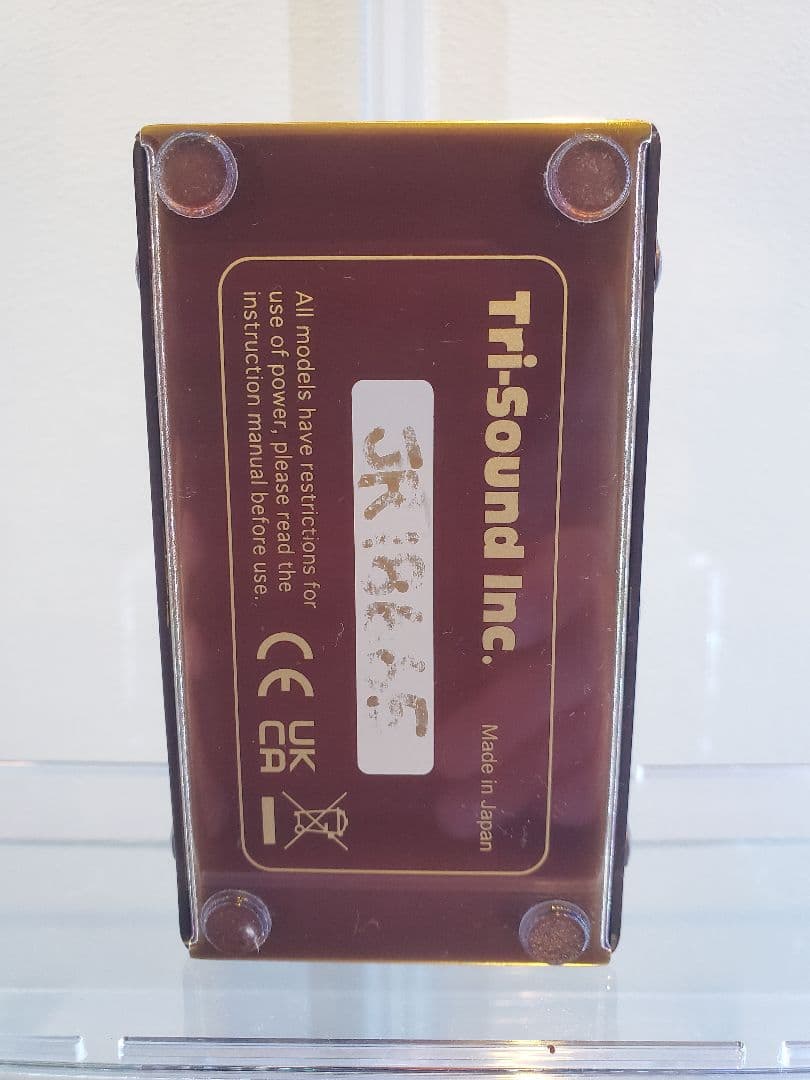 Tri-Sound Inc.
Made in Japan
All models have restrictions for
use of power, please read the
instruction manual before use.
CE
UK
CA